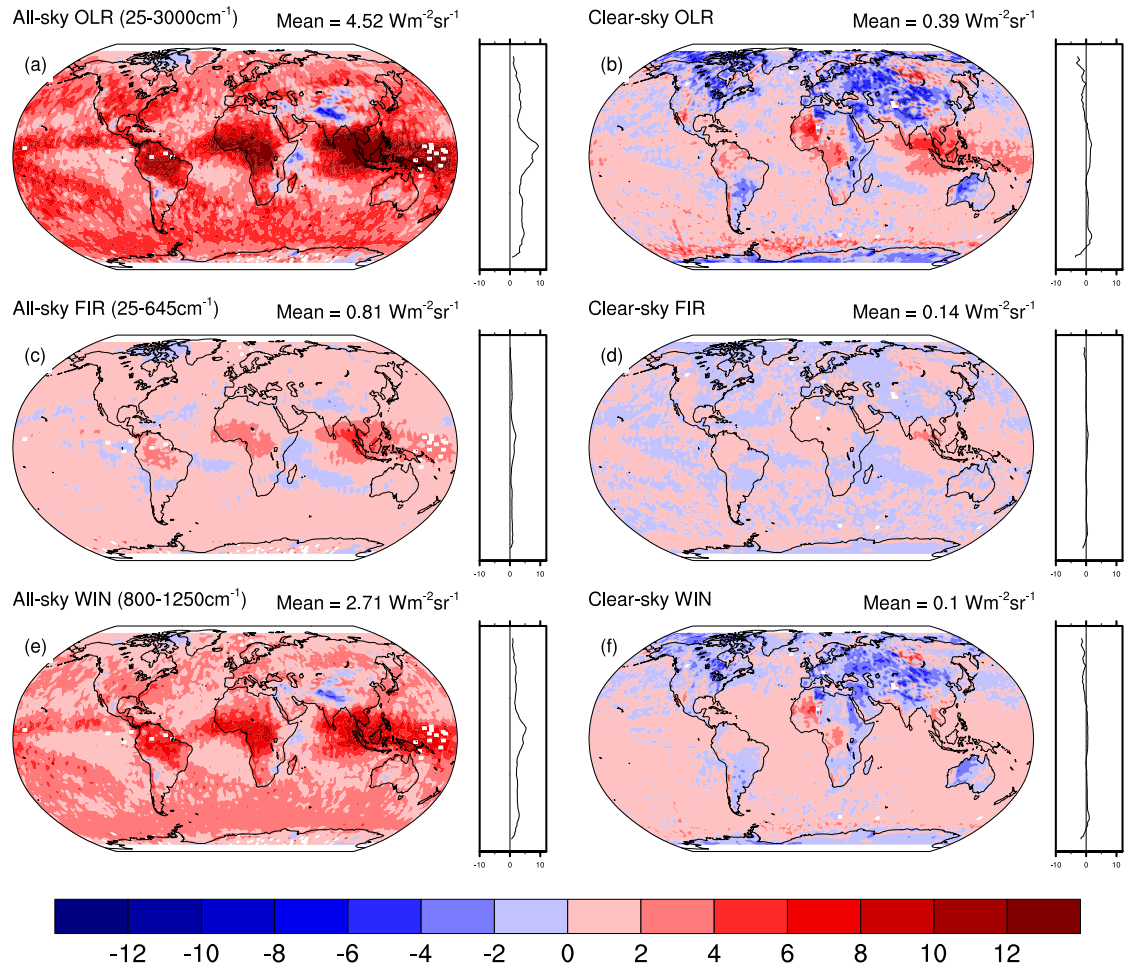 All-sky OLR (25-3000cm⁻¹) Mean = 4.52 Wm⁻²sr⁻¹
Clear-sky OLR Mean = 0.39 Wm⁻²sr⁻¹
(a)
(b)
-10 0 10
-10 0 10
All-sky FIR (25-645cm⁻¹) Mean = 0.81 Wm⁻²sr⁻¹
Clear-sky FIR Mean = 0.14 Wm⁻²sr⁻¹
(c)
(d)
-10 0 10
-10 0 10
All-sky WIN (800-1250cm⁻¹) Mean = 2.71 Wm⁻²sr⁻¹
Clear-sky WIN Mean = 0.1 Wm⁻²sr⁻¹
(e)
(f)
-10 0 10
-10 0 10
-12 -10 -8 -6 -4 -2 0 2 4 6 8 10 12